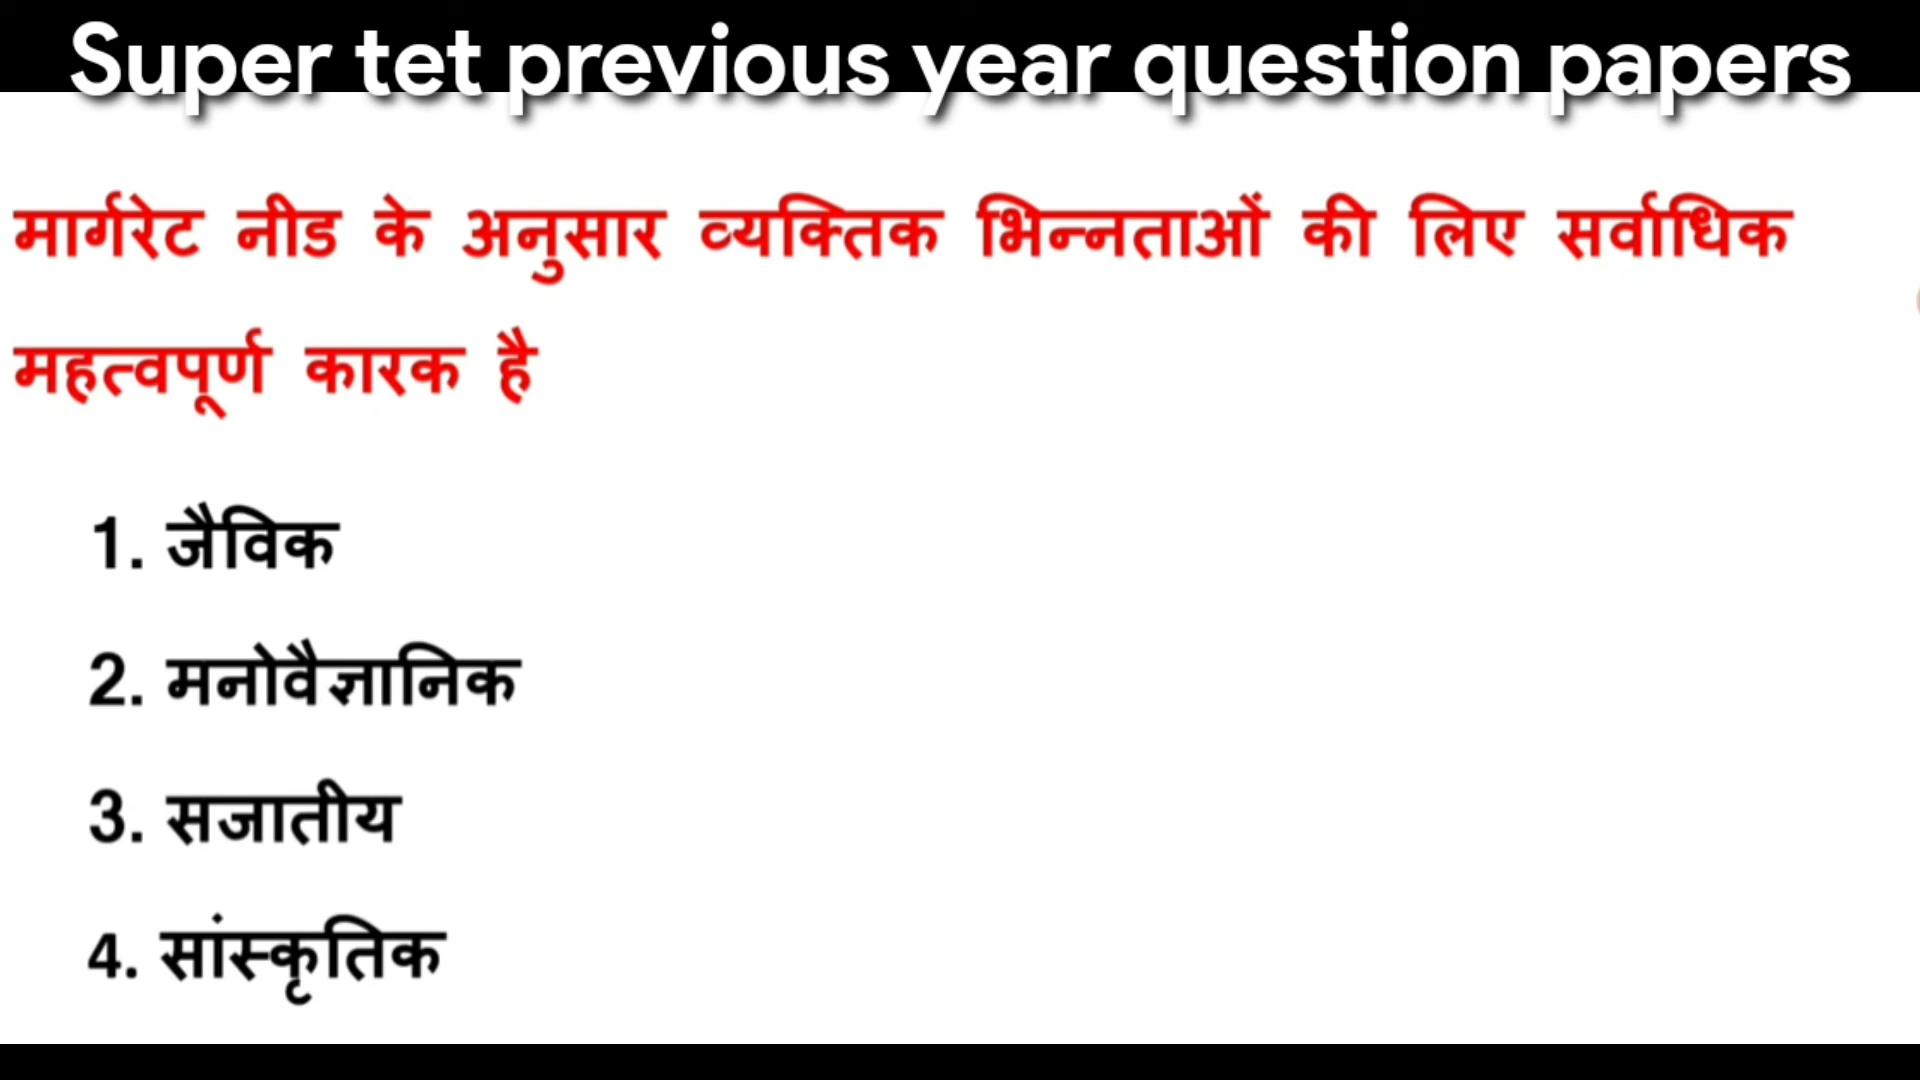 Super tet previous year question papers
मार्गरेट नीड के अनुसार व्यक्तिक भिन्नताओं की लिए सर्वाधिक
महत्वपूर्ण कारक है
1. जैविक
2. मनोवैज्ञानिक
3. सजातीय
4. सांस्कृतिक